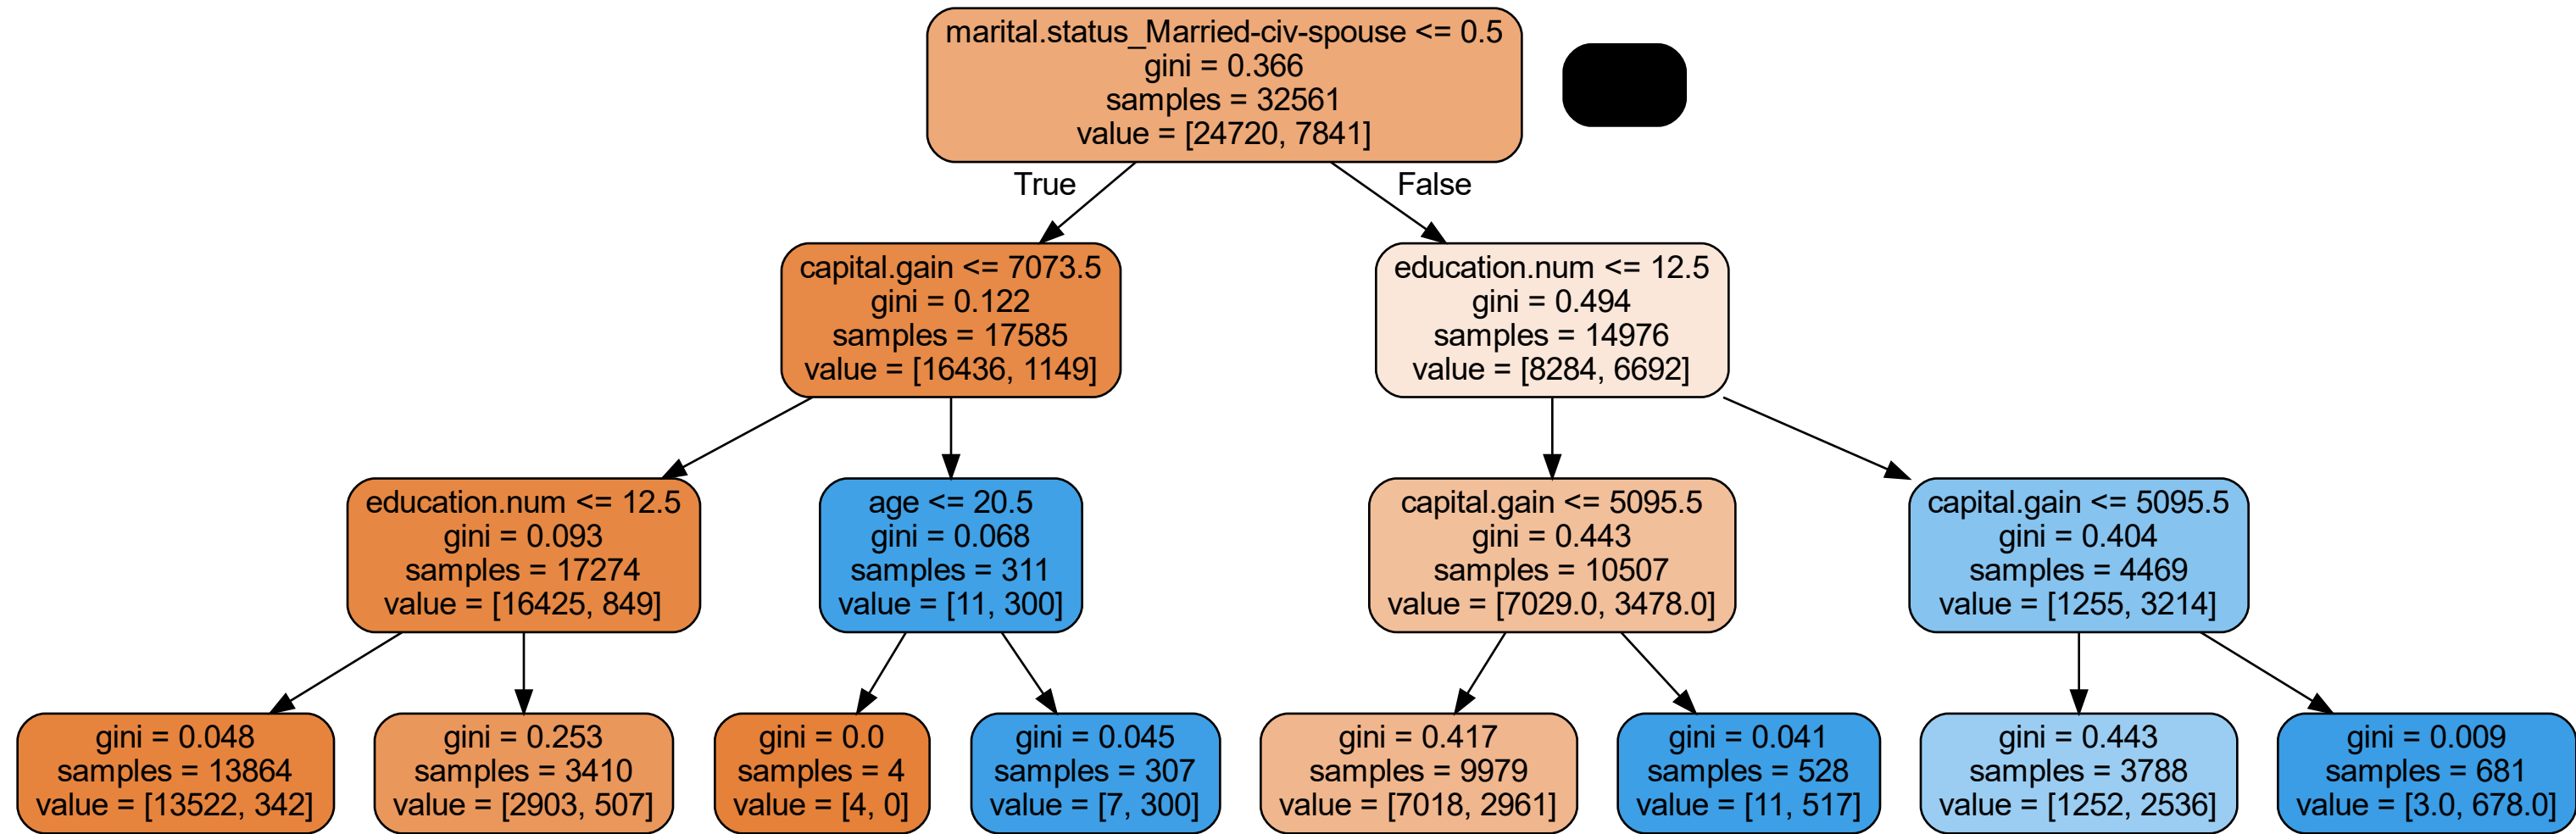 marital.status_Married-civ-spouse <= 0.5
gini = 0.366
samples = 32561
value = [24720, 7841]
True
False
capital.gain <= 7073.5
gini = 0.122
samples = 17585
value = [16436, 1149]
education.num <= 12.5
gini = 0.494
samples = 14976
value = [8284, 6692]
education.num <= 12.5
gini = 0.093
samples = 17274
value = [16425, 849]
age <= 20.5
gini = 0.068
samples = 311
value = [11, 300]
capital.gain <= 5095.5
gini = 0.443
samples = 10507
value = [7029.0, 3478.0]
capital.gain <= 5095.5
gini = 0.404
samples = 4469
value = [1255, 3214]
gini = 0.048
samples = 13864
value = [13522, 342]
gini = 0.253
samples = 3410
value = [2903, 507]
gini = 0.0
samples = 4
value = [4, 0]
gini = 0.045
samples = 307
value = [7, 300]
gini = 0.417
samples = 9979
value = [7018, 2961]
gini = 0.041
samples = 528
value = [11, 517]
gini = 0.443
samples = 3788
value = [1252, 2536]
gini = 0.009
samples = 681
value = [3.0, 678.0]